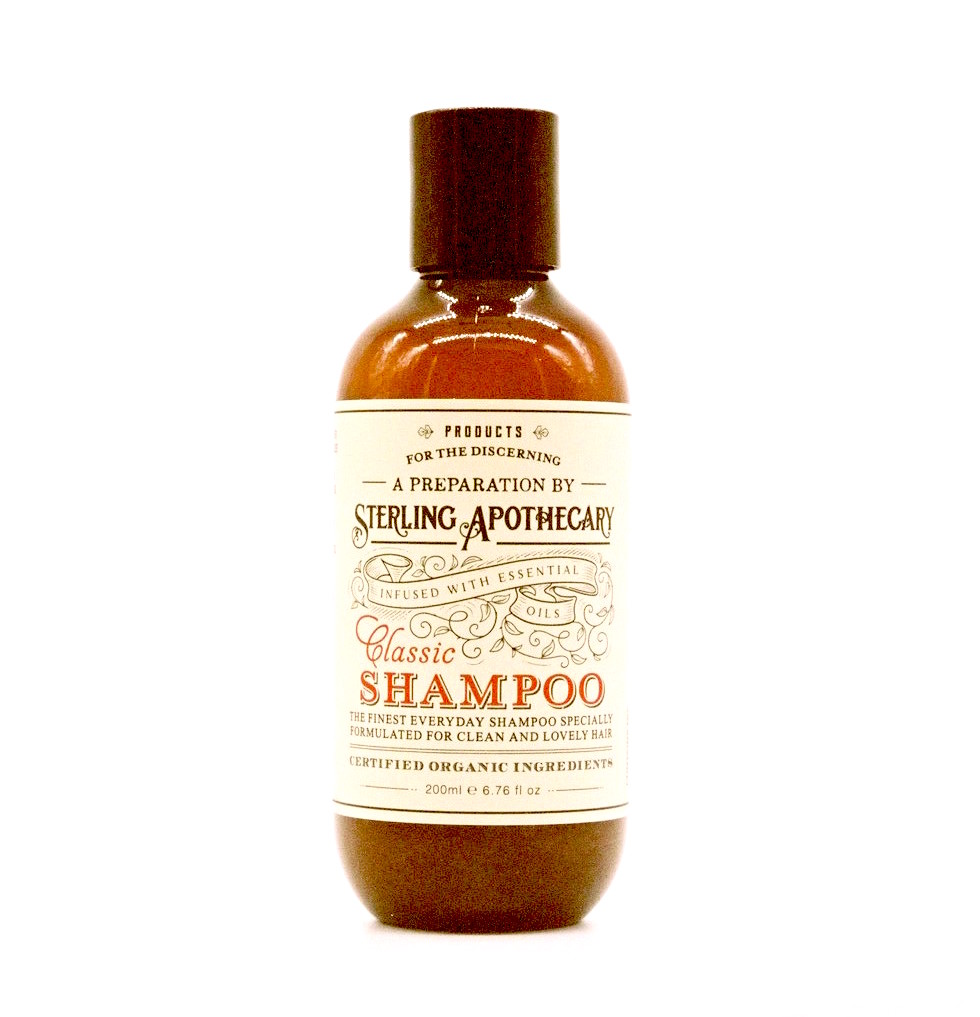 PRODUCTS
FOR THE DISCERNING
A PREPARATION BY
STERLING APOTHECARY
INFUSED WITH ESSENTIAL
OILS
Classic
SHAMPOO
THE FINEST EVERYDAY SHAMPOO SPECIALLY
FORMULATED FOR CLEAN AND LOVELY HAIR
CERTIFIED ORGANIC INGREDIENTS
200ml ℮ 6.76 fl oz